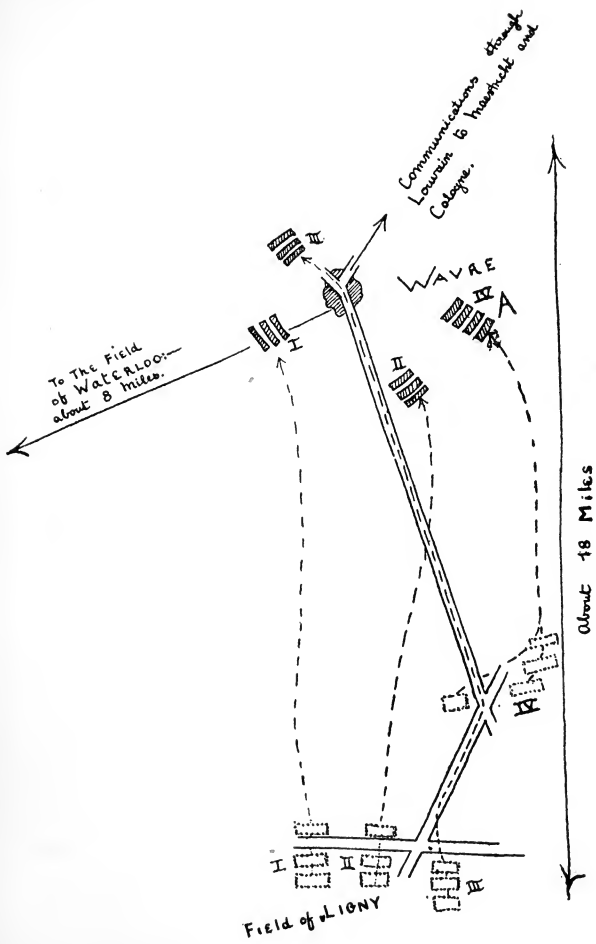 Communications through
Louvain to Maestricht and
Cologne.
III
WAVRE
IV
A
I
To The Field
of WATERLOO:—
about 8 miles.
II
About 18 Miles
IV
I
II
III
Field of LIGNY